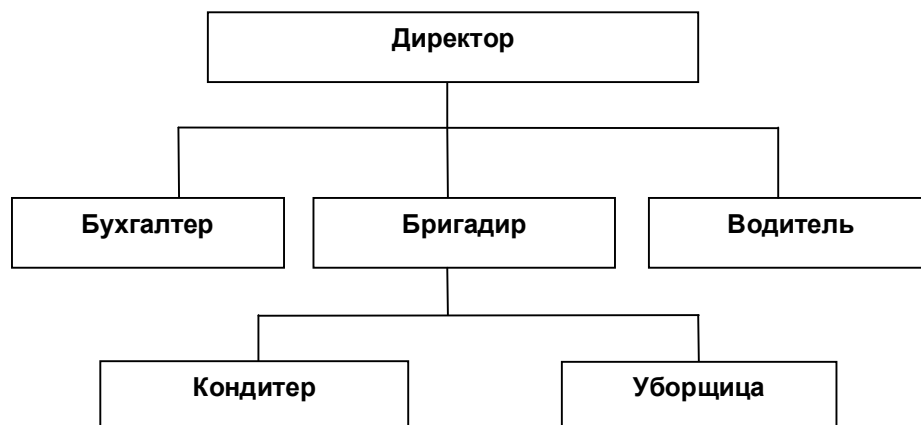 Директор
Бухгалтер
Бригадир
Водитель
Кондитер
Уборщица